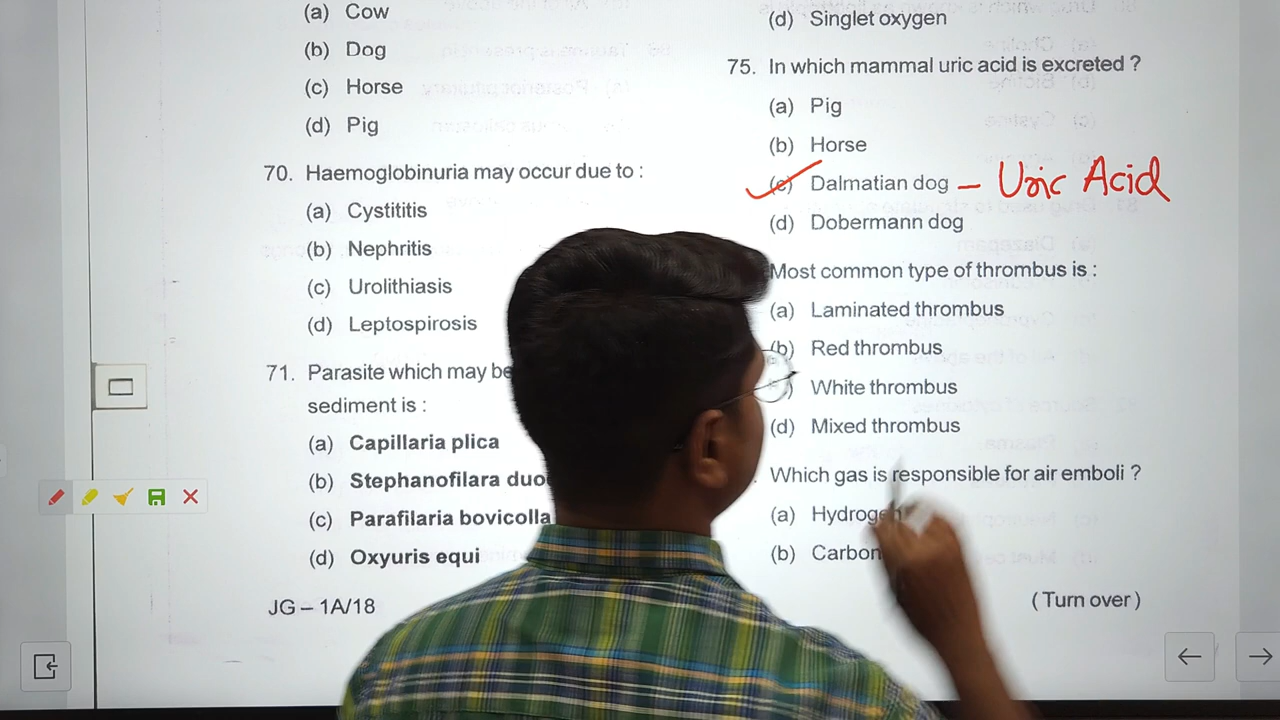 (a) Cow
(b) Dog
(c) Horse
(d) Pig
70. Haemoglobinuria may occur due to :
(a) Cystititis
(b) Nephritis
(c) Urolithiasis
(d) Leptospirosis
71. Parasite which may be
sediment is :
(a) Capillaria plica
(b) Stephanofilara
(c) Parafilaria bovicolla
(d) Oxyuris equi
JG – 1A/18
(d) Singlet oxygen
75. In which mammal uric acid is excreted ?
(a) Pig
(b) Horse
(c) Dalmatian dog – Uric Acid
(d) Dobermann dog
Most common type of thrombus is :
(a) Laminated thrombus
(b) Red thrombus
White thrombus
(d) Mixed thrombus
Which gas is responsible for air emboli ?
(a) Hydrogen
(b) Carbon
( Turn over )